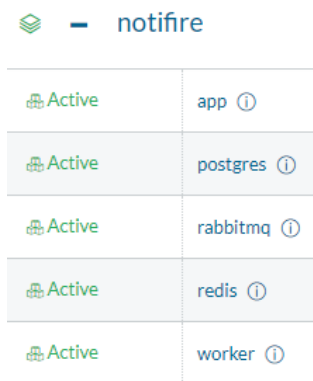 notifire
Active app
Active postgres
Active rabbitmq
Active redis
Active worker